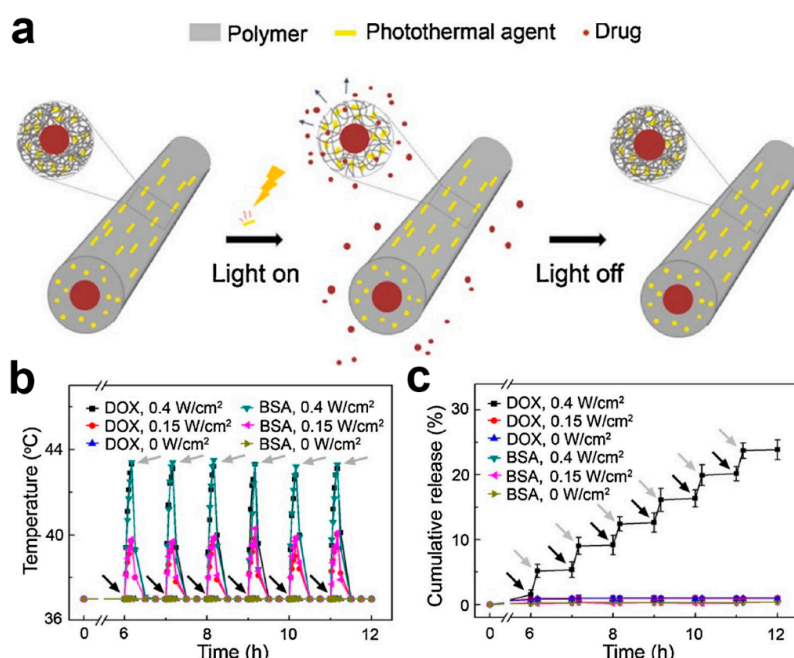 a
Polymer Photothermal agent Drug
Light on
Light off
b
DOX, 0.4 W/cm² BSA, 0.4 W/cm²
DOX, 0.15 W/cm² BSA, 0.15 W/cm²
DOX, 0 W/cm² BSA, 0 W/cm²
Temperature (ºC)
44
40
36
0 6 8 10 12
Time (h)
c
DOX, 0.4 W/cm²
DOX, 0.15 W/cm²
DOX, 0 W/cm²
BSA, 0.4 W/cm²
BSA, 0.15 W/cm²
BSA, 0 W/cm²
Cumulative release (%)
30
20
10
0
0 6 8 10 12
Time (h)